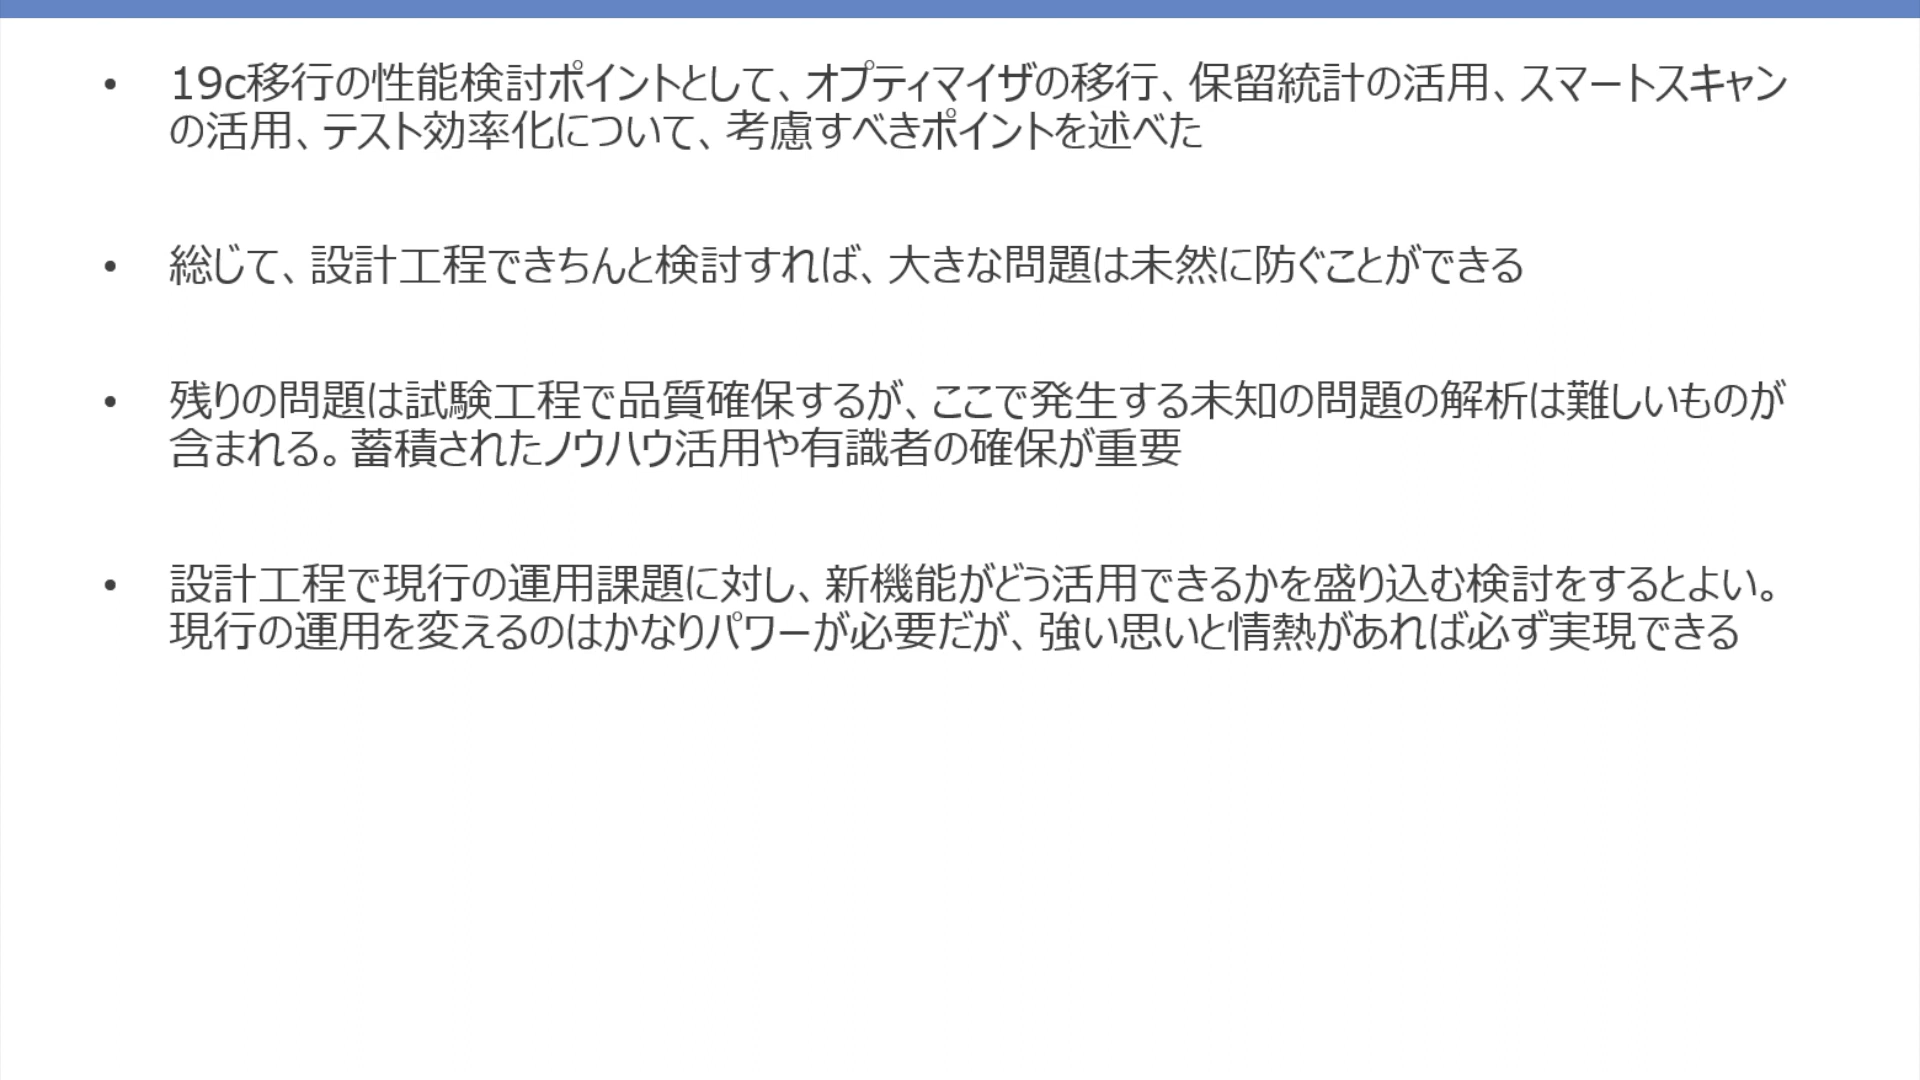 • 19c移行の性能検討ポイントとして、オプティマイザの移行、保留統計の活用、スマートスキャン
の活用、テスト効率化について、考慮すべきポイントを述べた
• 総じて、設計工程できちんと検討すれば、大きな問題は未然に防ぐことができる
• 残りの問題は試験工程で品質確保するが、ここで発生する未知の問題の解析は難しいものが
含まれる。蓄積されたノウハウ活用や有識者の確保が重要
• 設計工程で現行の運用課題に対し、新機能がどう活用できるかを盛り込む検討をするとよい。
現行の運用を変えるのはかなりパワーが必要だが、強い思いと情熱があれば必ず実現できる